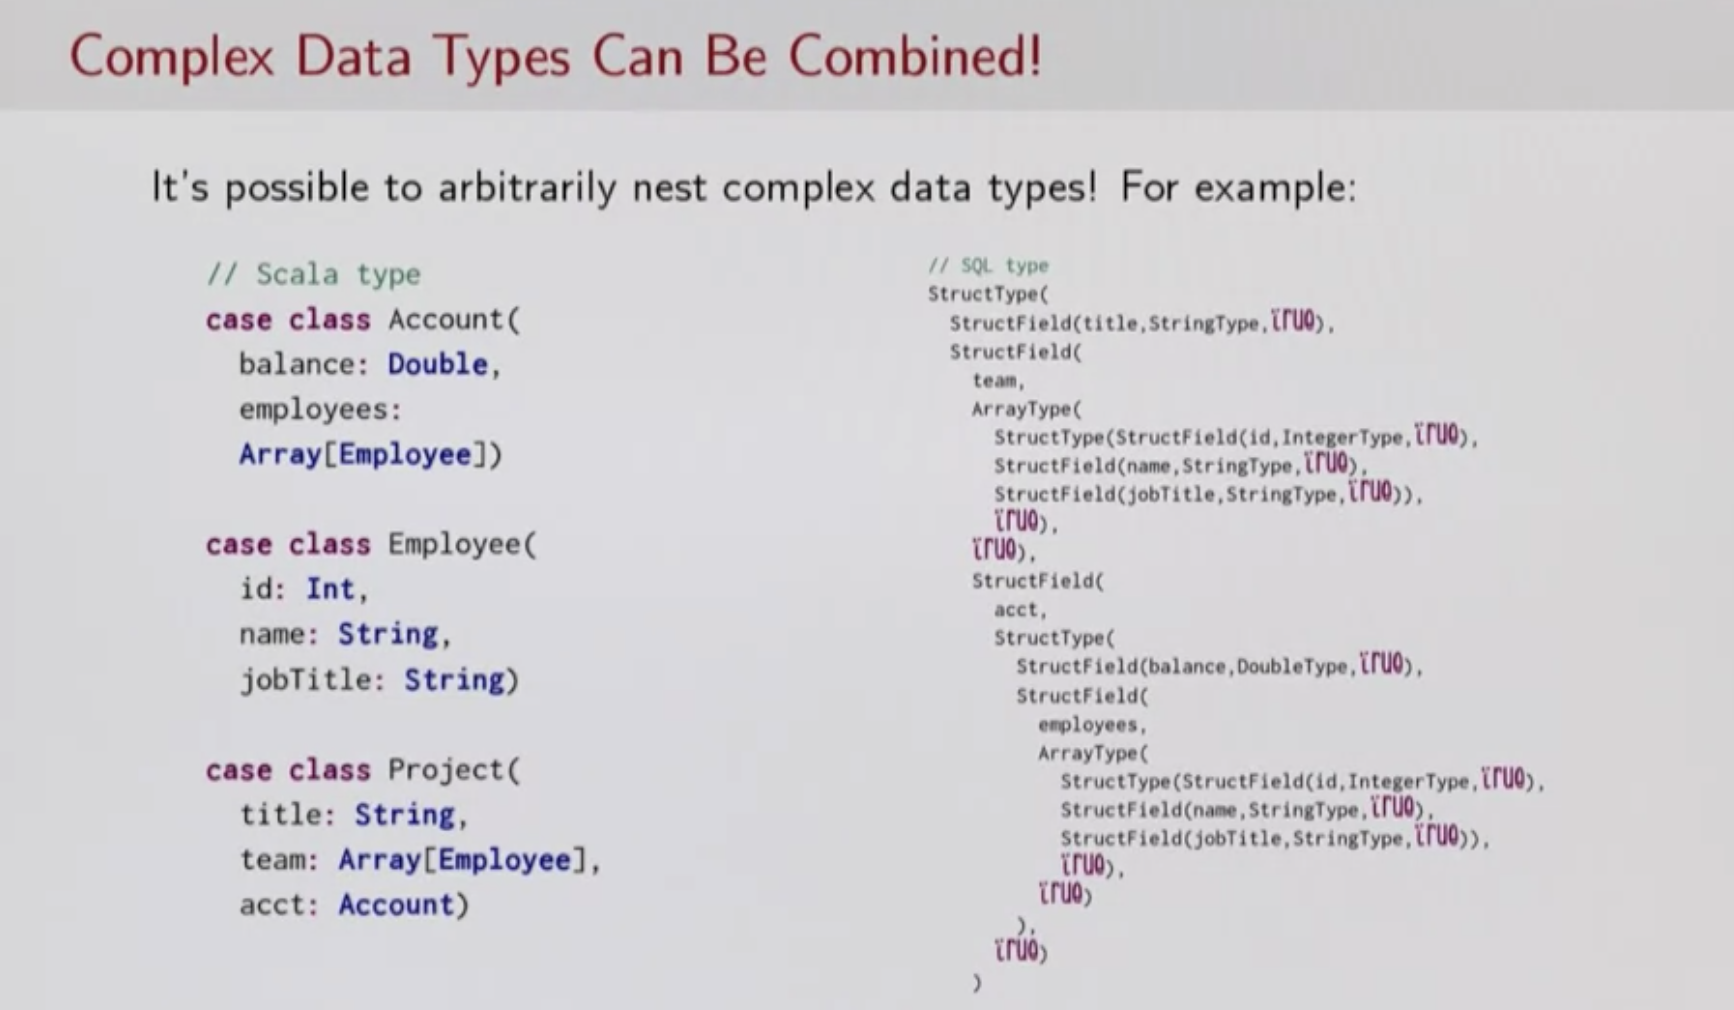 Complex Data Types Can Be Combined!
It's possible to arbitrarily nest complex data types! For example:
// Scala type
case class Account(
balance: Double,
employees:
Array[Employee])
case class Employee(
id: Int,
name: String,
jobTitle: String)
case class Project(
title: String,
team: Array[Employee],
acct: Account)
// SQL type
StructType(
StructField(title,StringType,true),
StructField(
team,
ArrayType(
StructType(StructField(id,IntegerType,true),
StructField(name,StringType,true),
StructField(jobTitle,StringType,true)),
true),
true),
StructField(
acct,
StructType(
StructField(balance,DoubleType,true),
StructField(
employees,
ArrayType(
StructType(StructField(id,IntegerType,true),
StructField(name,StringType,true),
StructField(jobTitle,StringType,true)),
true),
true)
),
true)
)